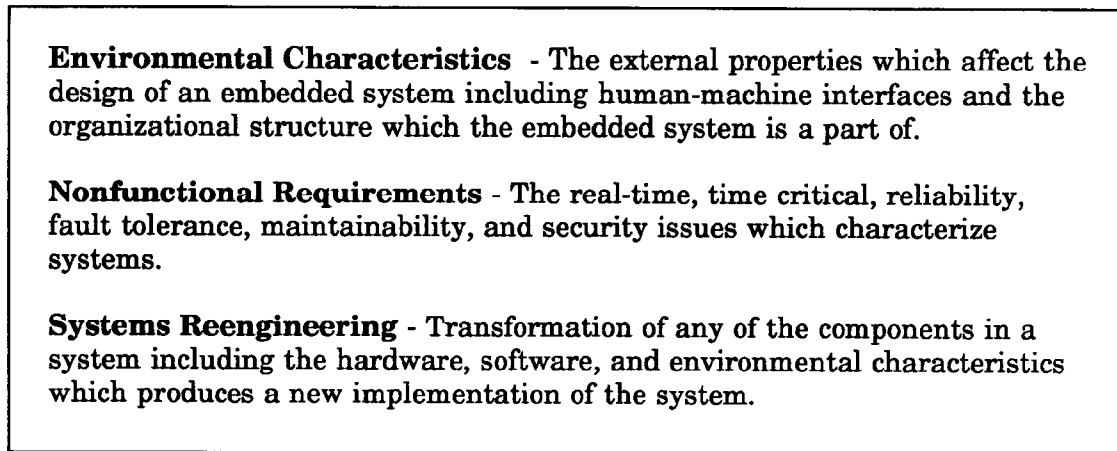 Environmental Characteristics - The external properties which affect the
design of an embedded system including human-machine interfaces and the
organizational structure which the embedded system is a part of.
Nonfunctional Requirements - The real-time, time critical, reliability,
fault tolerance, maintainability, and security issues which characterize
systems.
Systems Reengineering - Transformation of any of the components in a
system including the hardware, software, and environmental characteristics
which produces a new implementation of the system.